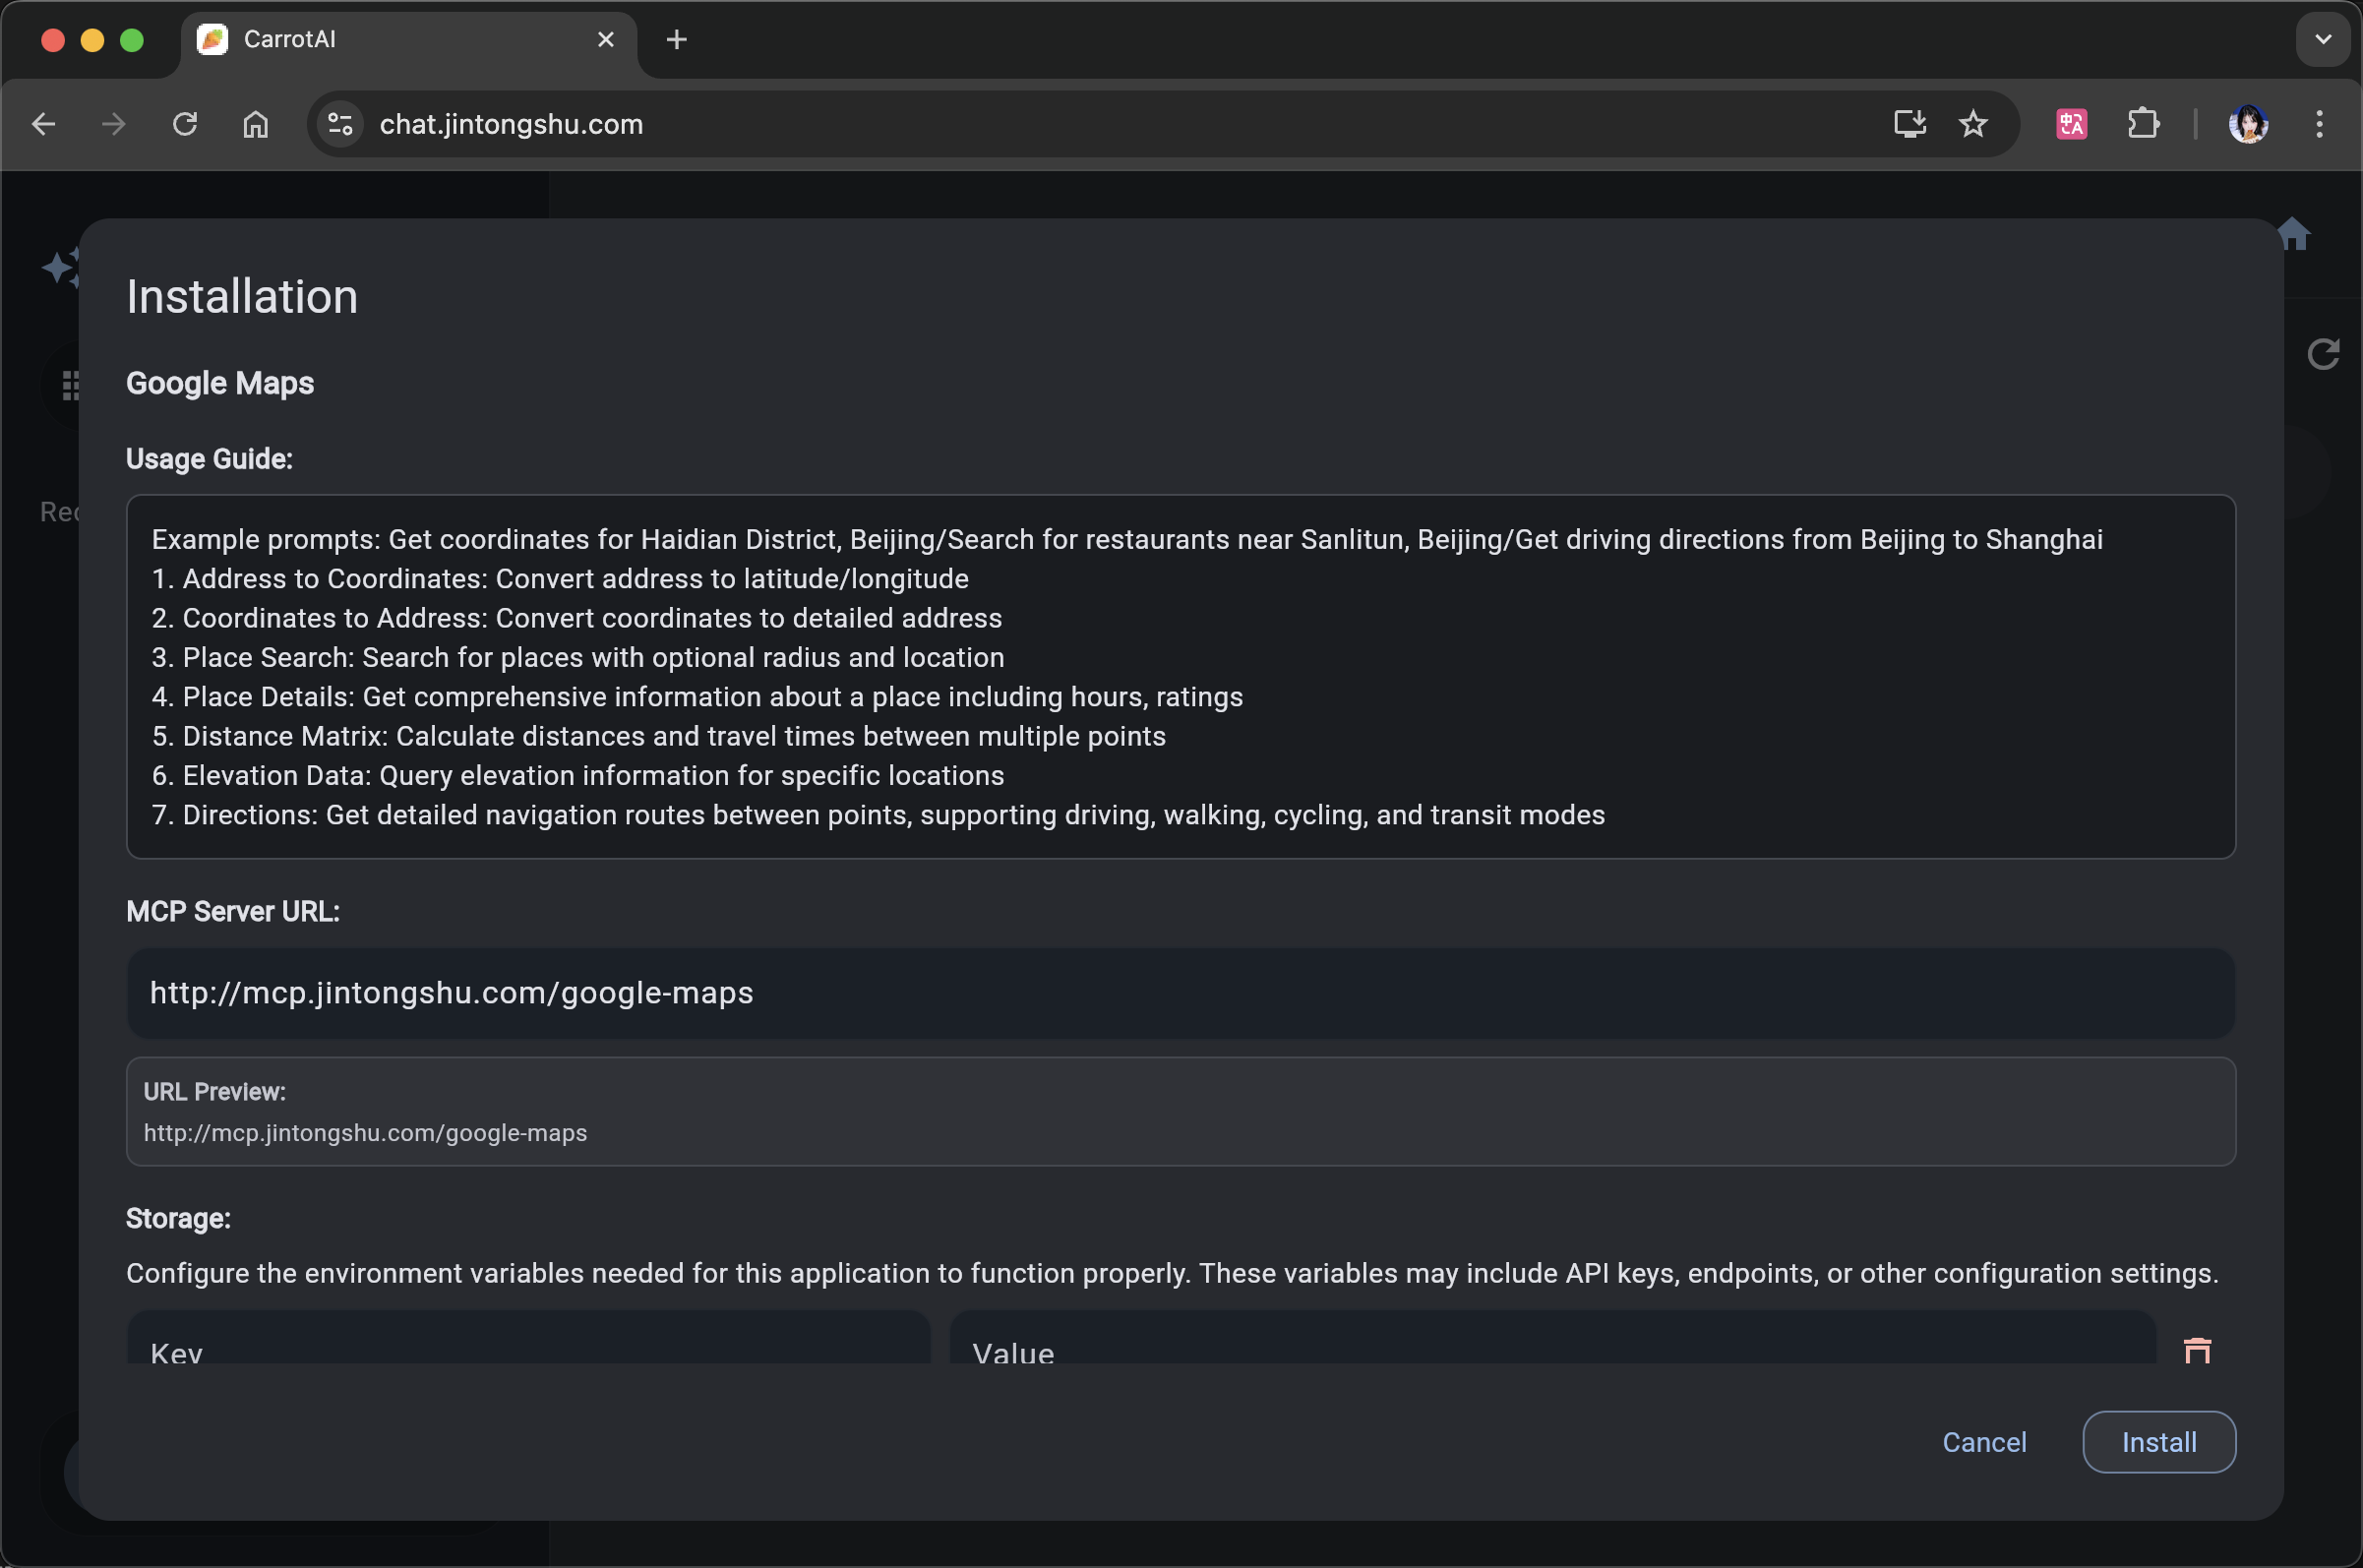 CarrotAI
chat.jintongshu.com
Installation
Google Maps
Usage Guide:
Rec
Example prompts: Get coordinates for Haidian District, Beijing/Search for restaurants near Sanlitun, Beijing/Get driving directions from Beijing to Shanghai
1. Address to Coordinates: Convert address to latitude/longitude
2. Coordinates to Address: Convert coordinates to detailed address
3. Place Search: Search for places with optional radius and location
4. Place Details: Get comprehensive information about a place including hours, ratings
5. Distance Matrix: Calculate distances and travel times between multiple points
6. Elevation Data: Query elevation information for specific locations
7. Directions: Get detailed navigation routes between points, supporting driving, walking, cycling, and transit modes
MCP Server URL:
http://mcp.jintongshu.com/google-maps
URL Preview:
http://mcp.jintongshu.com/google-maps
Storage:
Configure the environment variables needed for this application to function properly. These variables may include API keys, endpoints, or other configuration settings.
Key
Value
Cancel
Install